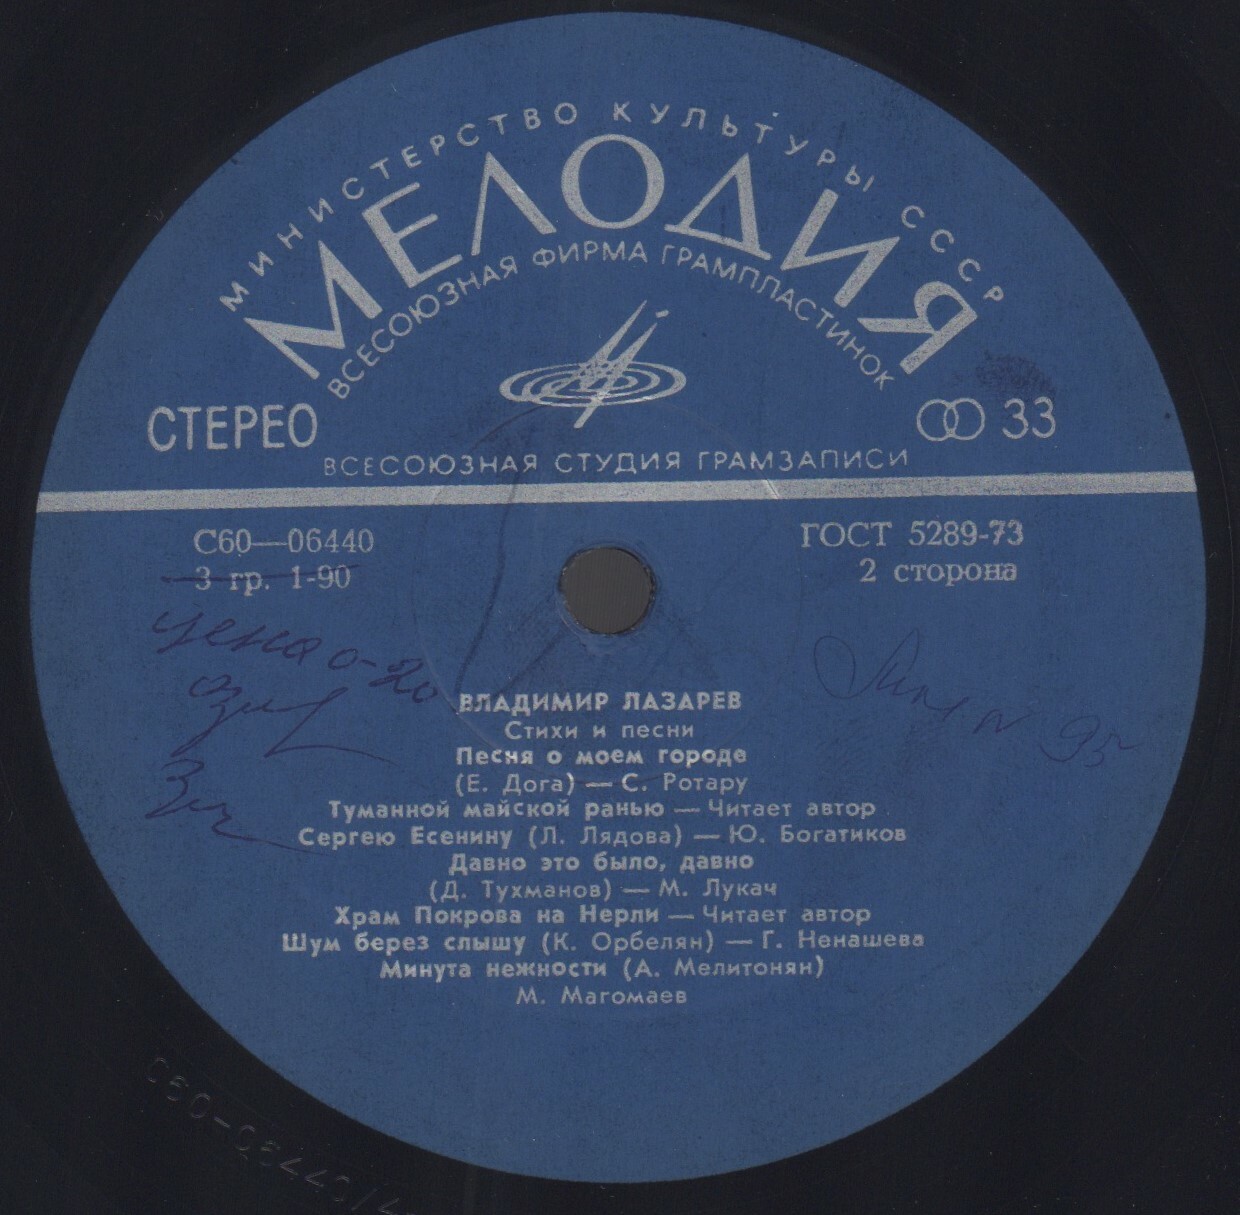 МИНИСТЕРСТВО КУЛЬТУРЫ СССР
МЕЛОДИЯ
ВСЕСОЮЗНАЯ ФИРМА ГРАМПЛАСТИНОК
СТЕРЕО
33
ВСЕСОЮЗНАЯ СТУДИЯ ГРАМЗАПИСИ
С60—06440
ГОСТ 5289-73
3 гр. 1-90
2 сторона
цена 0-20
ВЛАДИМИР ЛАЗАРЕВ
Стихи и песни
Песня о моем городе
(Е. Дога) — С. Ротару
Туманной майской ранью — Читает автор
Сергею Есенину (Л. Лядова) — Ю. Богатиков
Давно это было, давно
(Д. Тухманов) — М. Лукач
Храм Покрова на Нерли — Читает автор
Шум берез слышу (К. Орбелян) — Г. Ненашева
Минута нежности (А. Мелитонян)
М. Магомаев